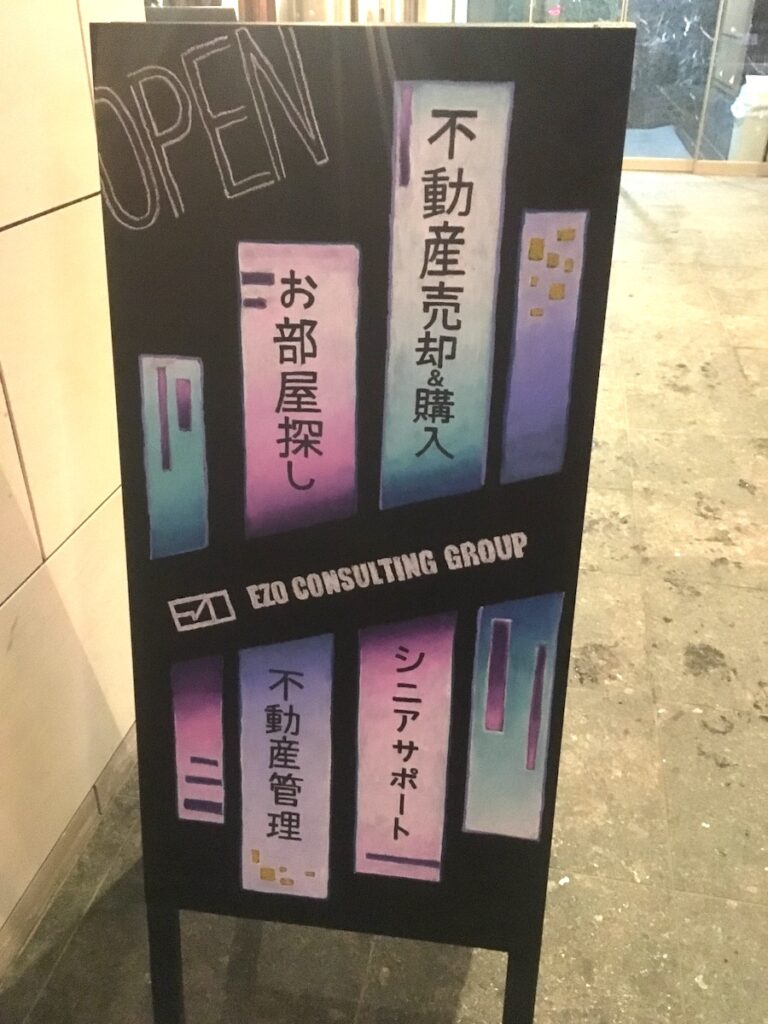 OPEN
不動産売却&購入
お部屋探し
EZO CONSULTING GROUP
不動産管理
シニアサポート